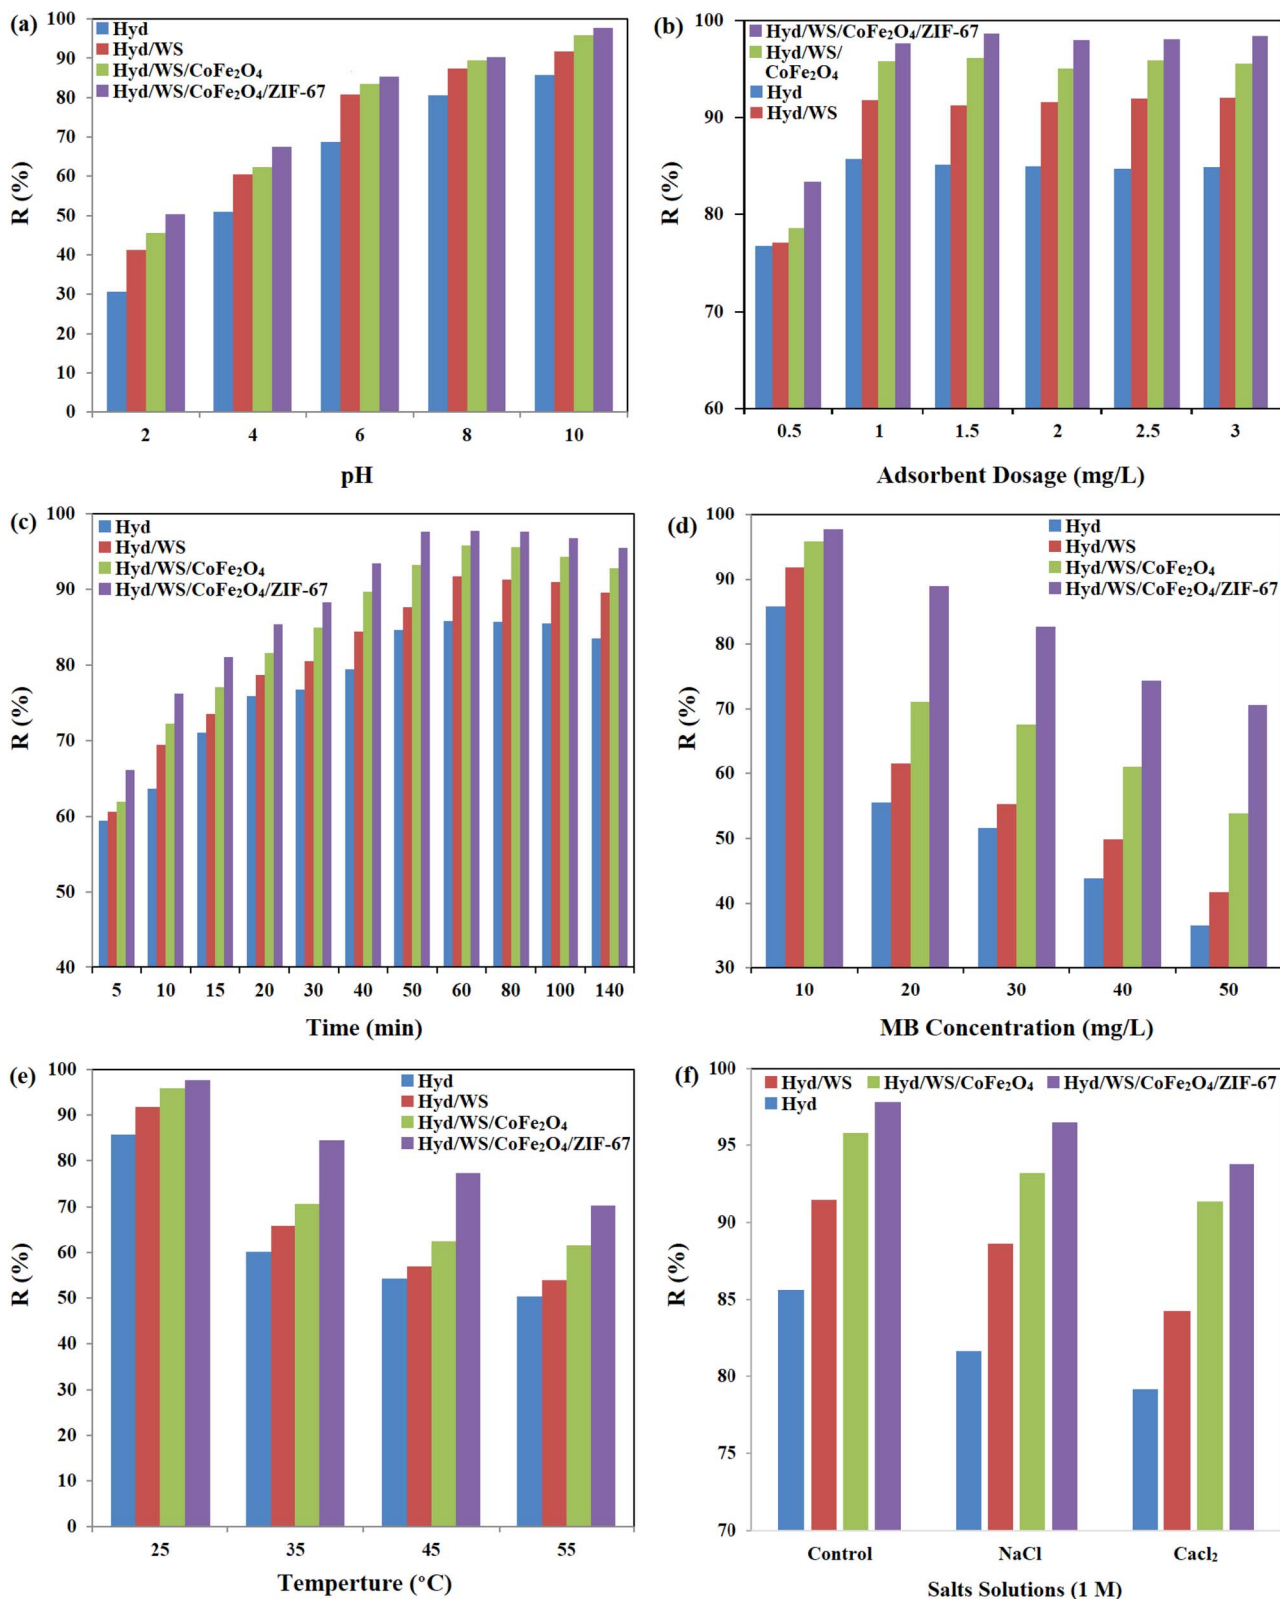 (a)
100
90
80
70
60
50
40
30
20
10
0
R (%)
Hyd
Hyd/WS
Hyd/WS/CoFe₂O₄
Hyd/WS/CoFe₂O₄/ZIF-67
2 4 6 8 10
pH
(b)
100
90
80
70
60
R (%)
Hyd/WS/CoFe₂O₄/ZIF-67
Hyd/WS/
CoFe₂O₄
Hyd
Hyd/WS
0.5 1 1.5 2 2.5 3
Adsorbent Dosage (mg/L)
(c)
100
90
80
70
60
50
40
R (%)
Hyd
Hyd/WS
Hyd/WS/CoFe₂O₄
Hyd/WS/CoFe₂O₄/ZIF-67
5 10 15 20 30 40 50 60 80 100 140
Time (min)
(d)
100
90
80
70
60
50
40
30
R (%)
Hyd
Hyd/WS
Hyd/WS/CoFe₂O₄
Hyd/WS/CoFe₂O₄/ZIF-67
10 20 30 40 50
MB Concentration (mg/L)
(e)
100
90
80
70
60
50
40
30
20
10
0
R (%)
Hyd
Hyd/WS
Hyd/WS/CoFe₂O₄
Hyd/WS/CoFe₂O₄/ZIF-67
25 35 45 55
Temperture (°C)
(f)
100
95
90
85
80
75
70
R (%)
Hyd/WS Hyd/WS/CoFe₂O₄ Hyd/WS/CoFe₂O₄/ZIF-67
Hyd
Control NaCl Cacl₂
Salts Solutions (1 M)